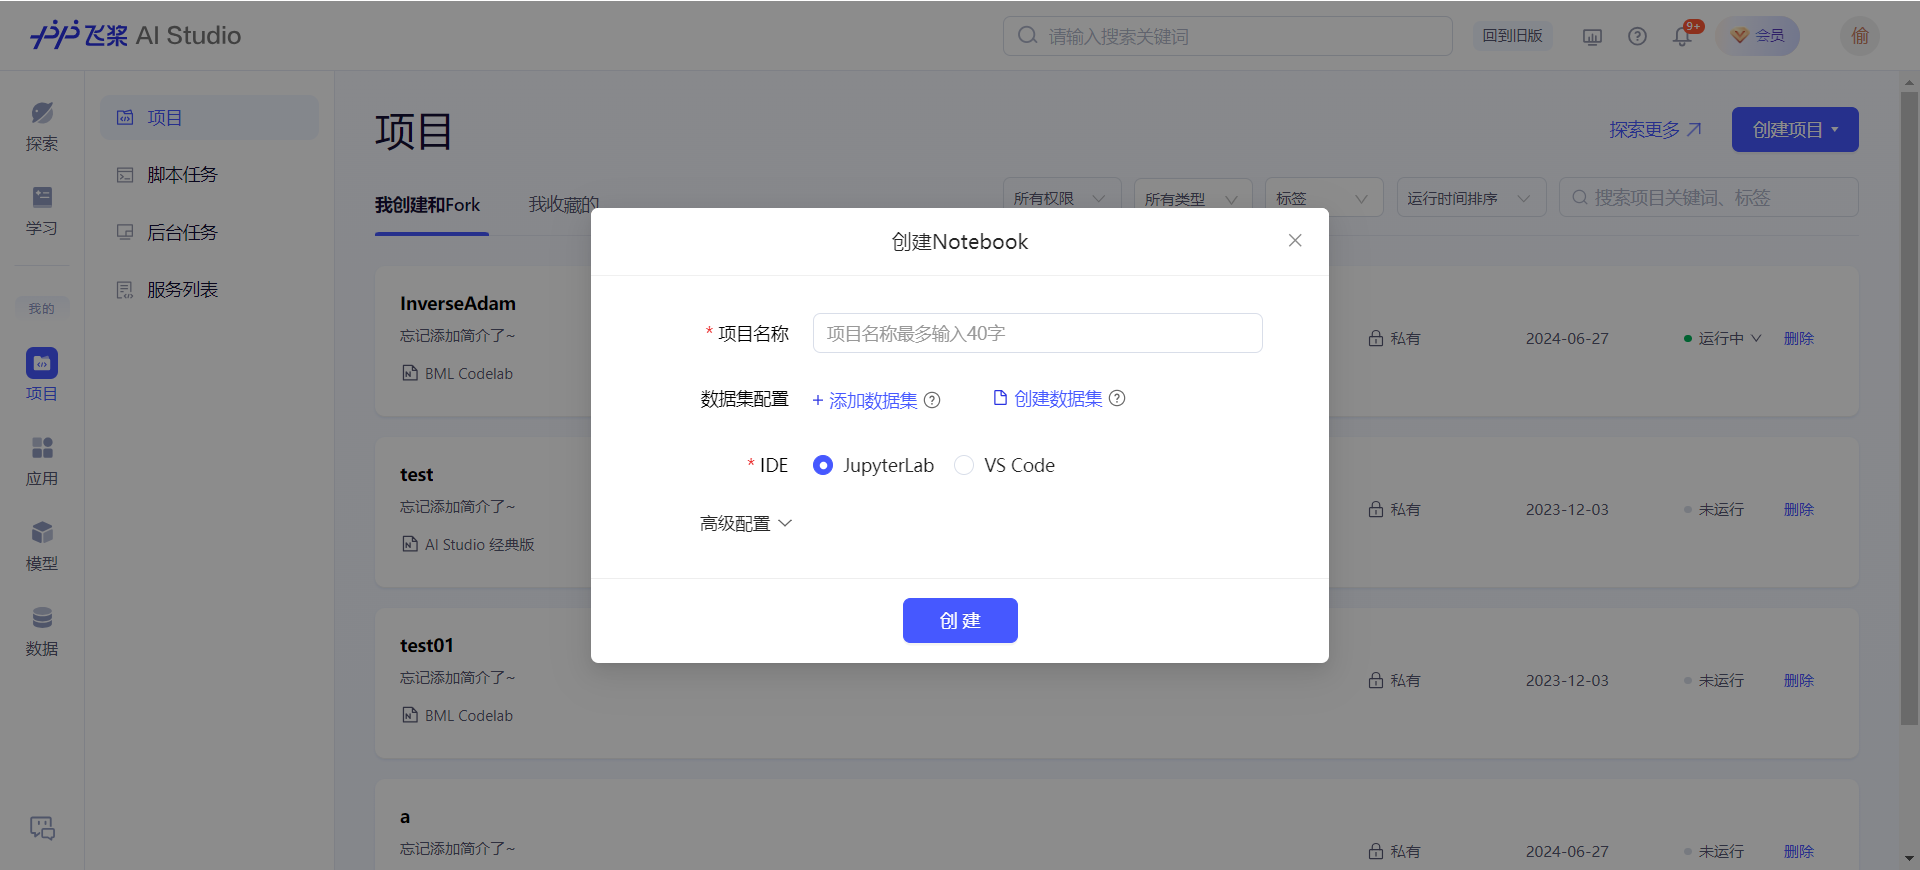 飞桨 AI Studio
请输入搜索关键词
回到旧版
9+
会员
偷
探索
学习
我的
项目
应用
模型
数据
项目
脚本任务
后台任务
服务列表
项目
探索更多
创建项目
我创建和Fork
我收藏的
所有权限
所有类型
标签
运行时间排序
搜索项目关键词、标签
InverseAdam
忘记添加简介了~
BML Codelab
私有
2024-06-27
运行中
删除
test
忘记添加简介了~
AI Studio 经典版
私有
2023-12-03
未运行
删除
test01
忘记添加简介了~
BML Codelab
私有
2023-12-03
未运行
删除
a
忘记添加简介了~
私有
2024-06-27
未运行
删除
创建Notebook
* 项目名称
项目名称最多输入40字
数据集配置
+ 添加数据集
创建数据集
* IDE
JupyterLab
VS Code
高级配置
创 建